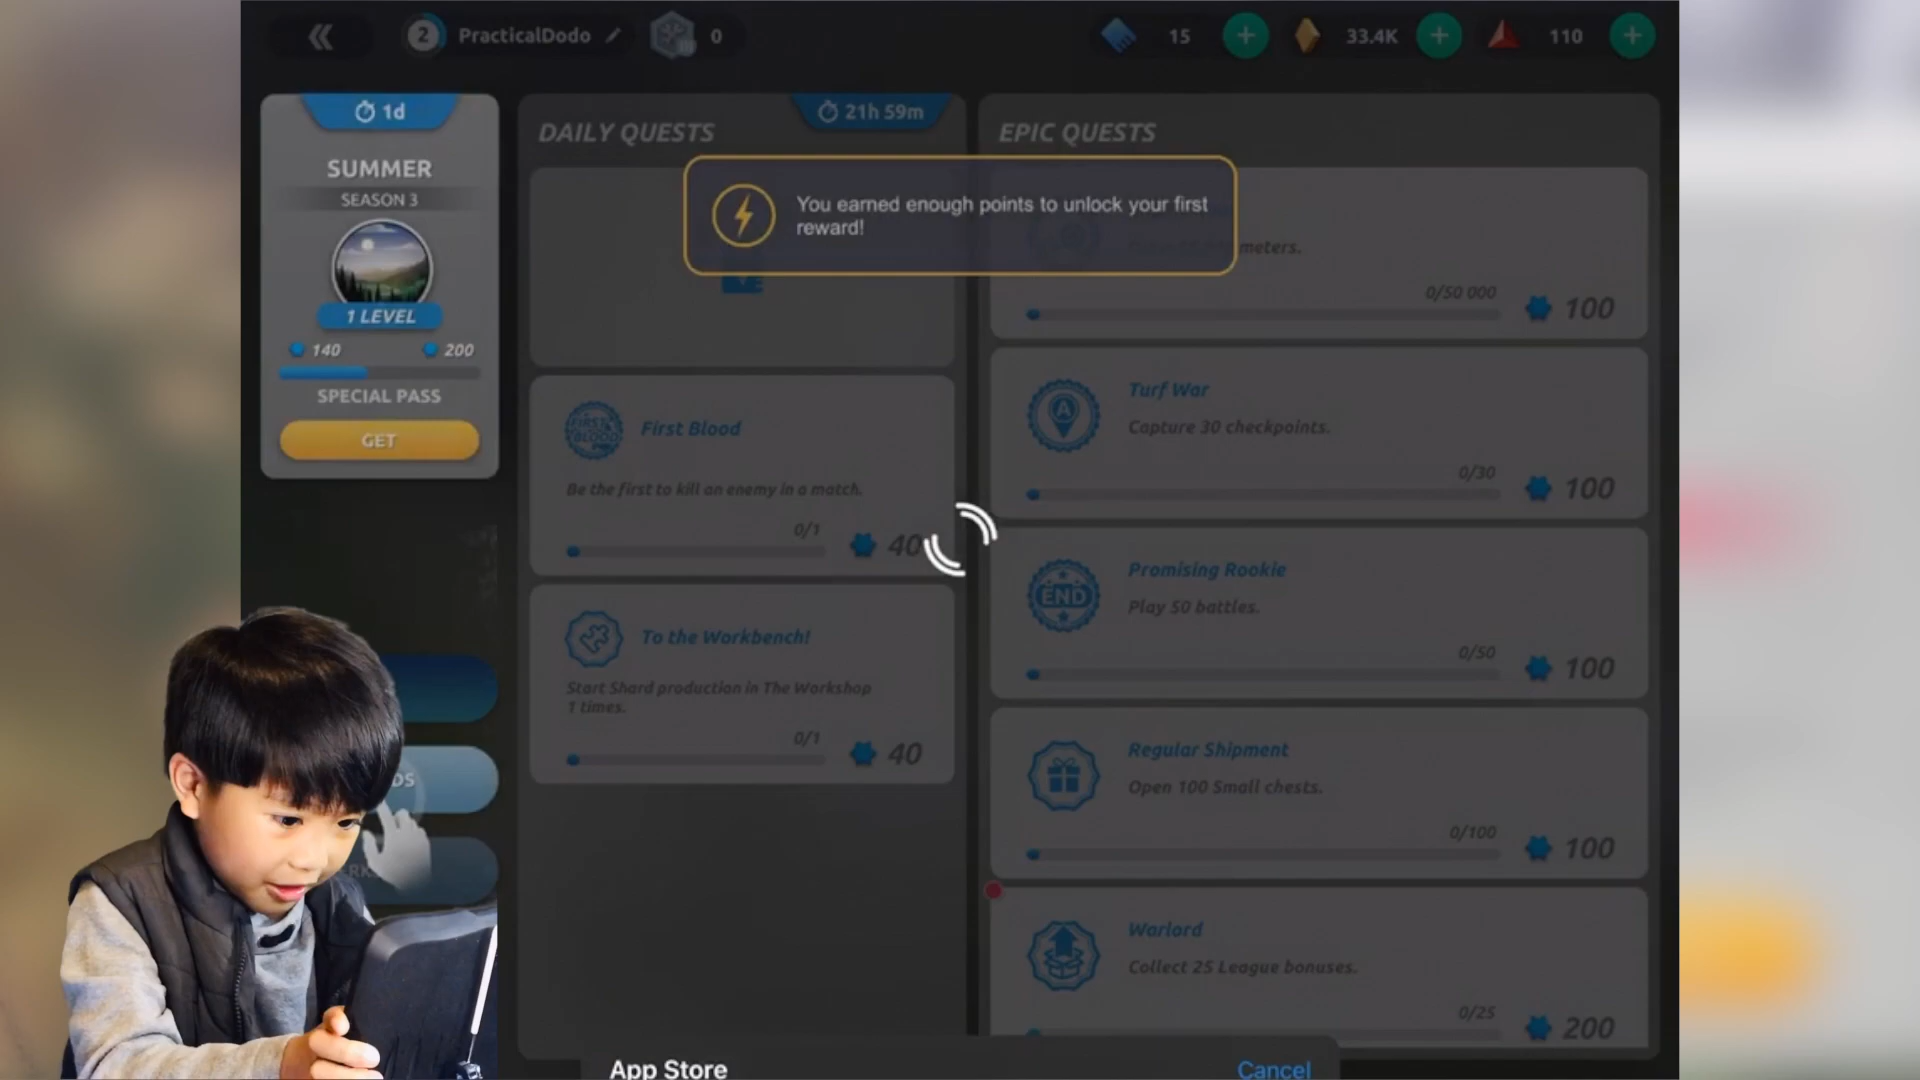 2
PracticalDodo
0
15
33.4K
110
1d
SUMMER
SEASON 3
1 LEVEL
140
200
SPECIAL PASS
GET
DAILY QUESTS
21h 59m
You earned enough points to unlock your first
reward!
FIRST
BLOOD
First Blood
Be the first to kill an enemy in a match.
0/1
40
To the Workbench!
Start Shard production in The Workshop
1 times.
0/1
40
EPIC QUESTS
meters.
0/50 000
100
A
Turf War
Capture 30 checkpoints.
0/30
100
END
Promising Rookie
Play 50 battles.
0/50
100
Regular Shipment
Open 100 Small chests.
0/100
100
Warlord
Collect 25 League bonuses.
0/25
200
App Store
Cancel